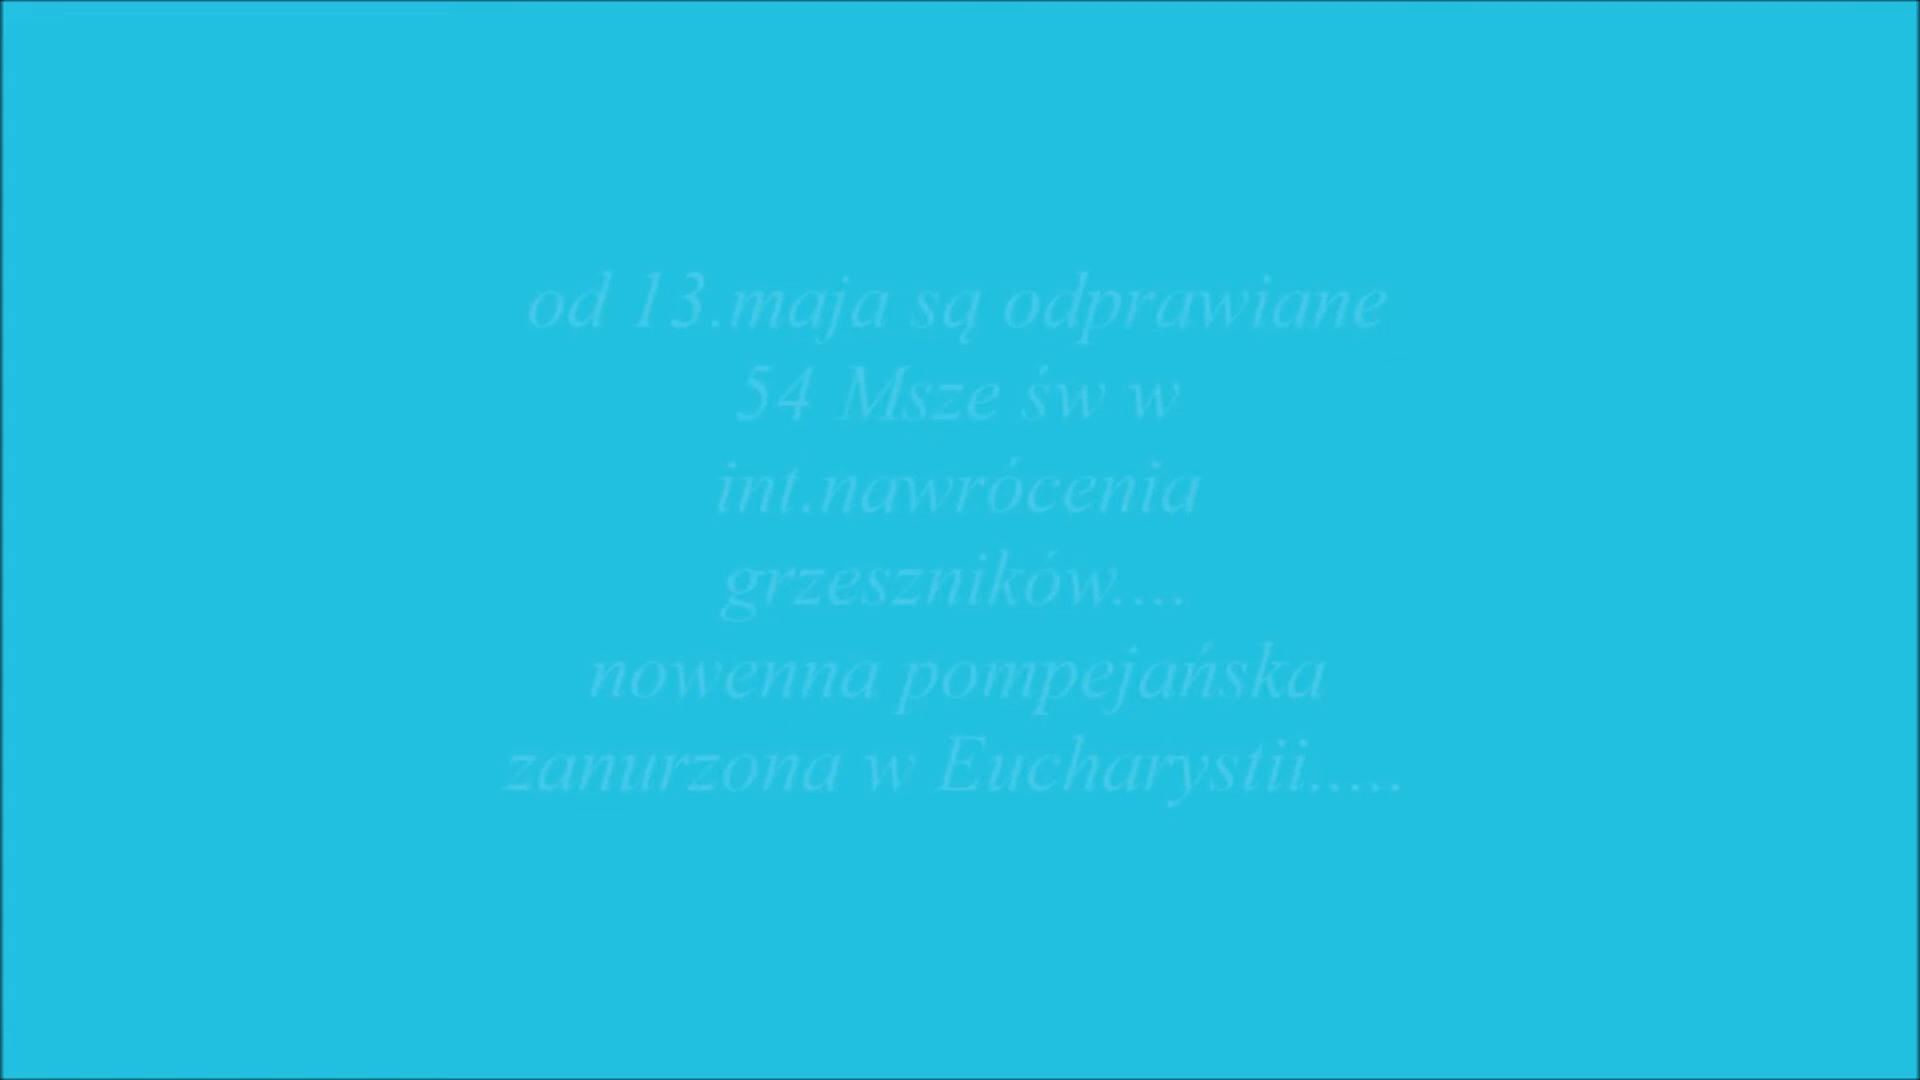 od 13.maja są odprawiane
54 Msze św w
int.nawrócenia
grzeszników....
nowenna pompejańska
zanurzona w Eucharystii.....